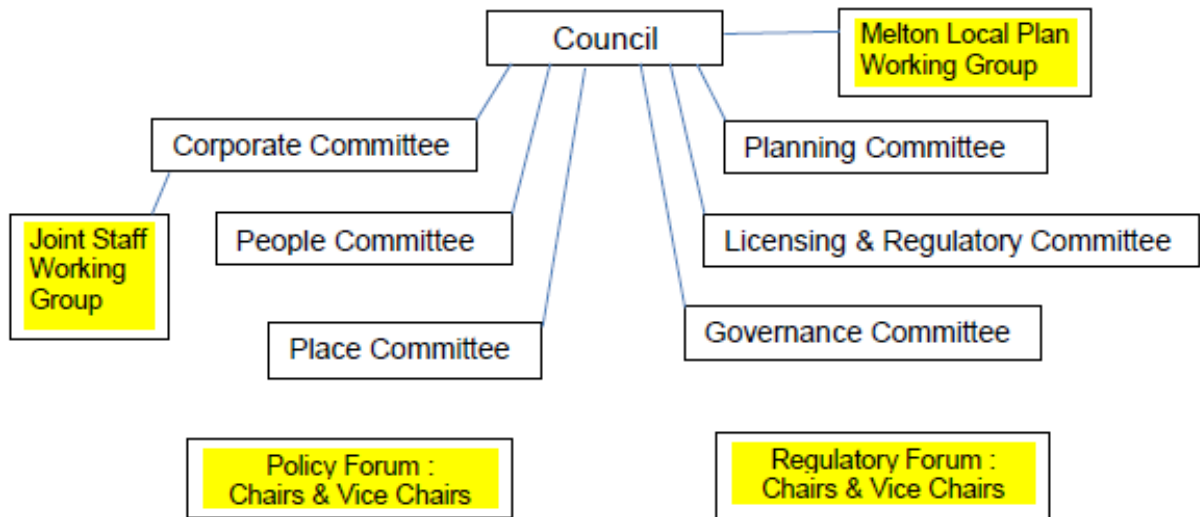 Council
Melton Local Plan
Working Group
Corporate Committee
Planning Committee
Joint Staff
Working
Group
People Committee
Licensing & Regulatory Committee
Place Committee
Governance Committee
Policy Forum :
Chairs & Vice Chairs
Regulatory Forum :
Chairs & Vice Chairs